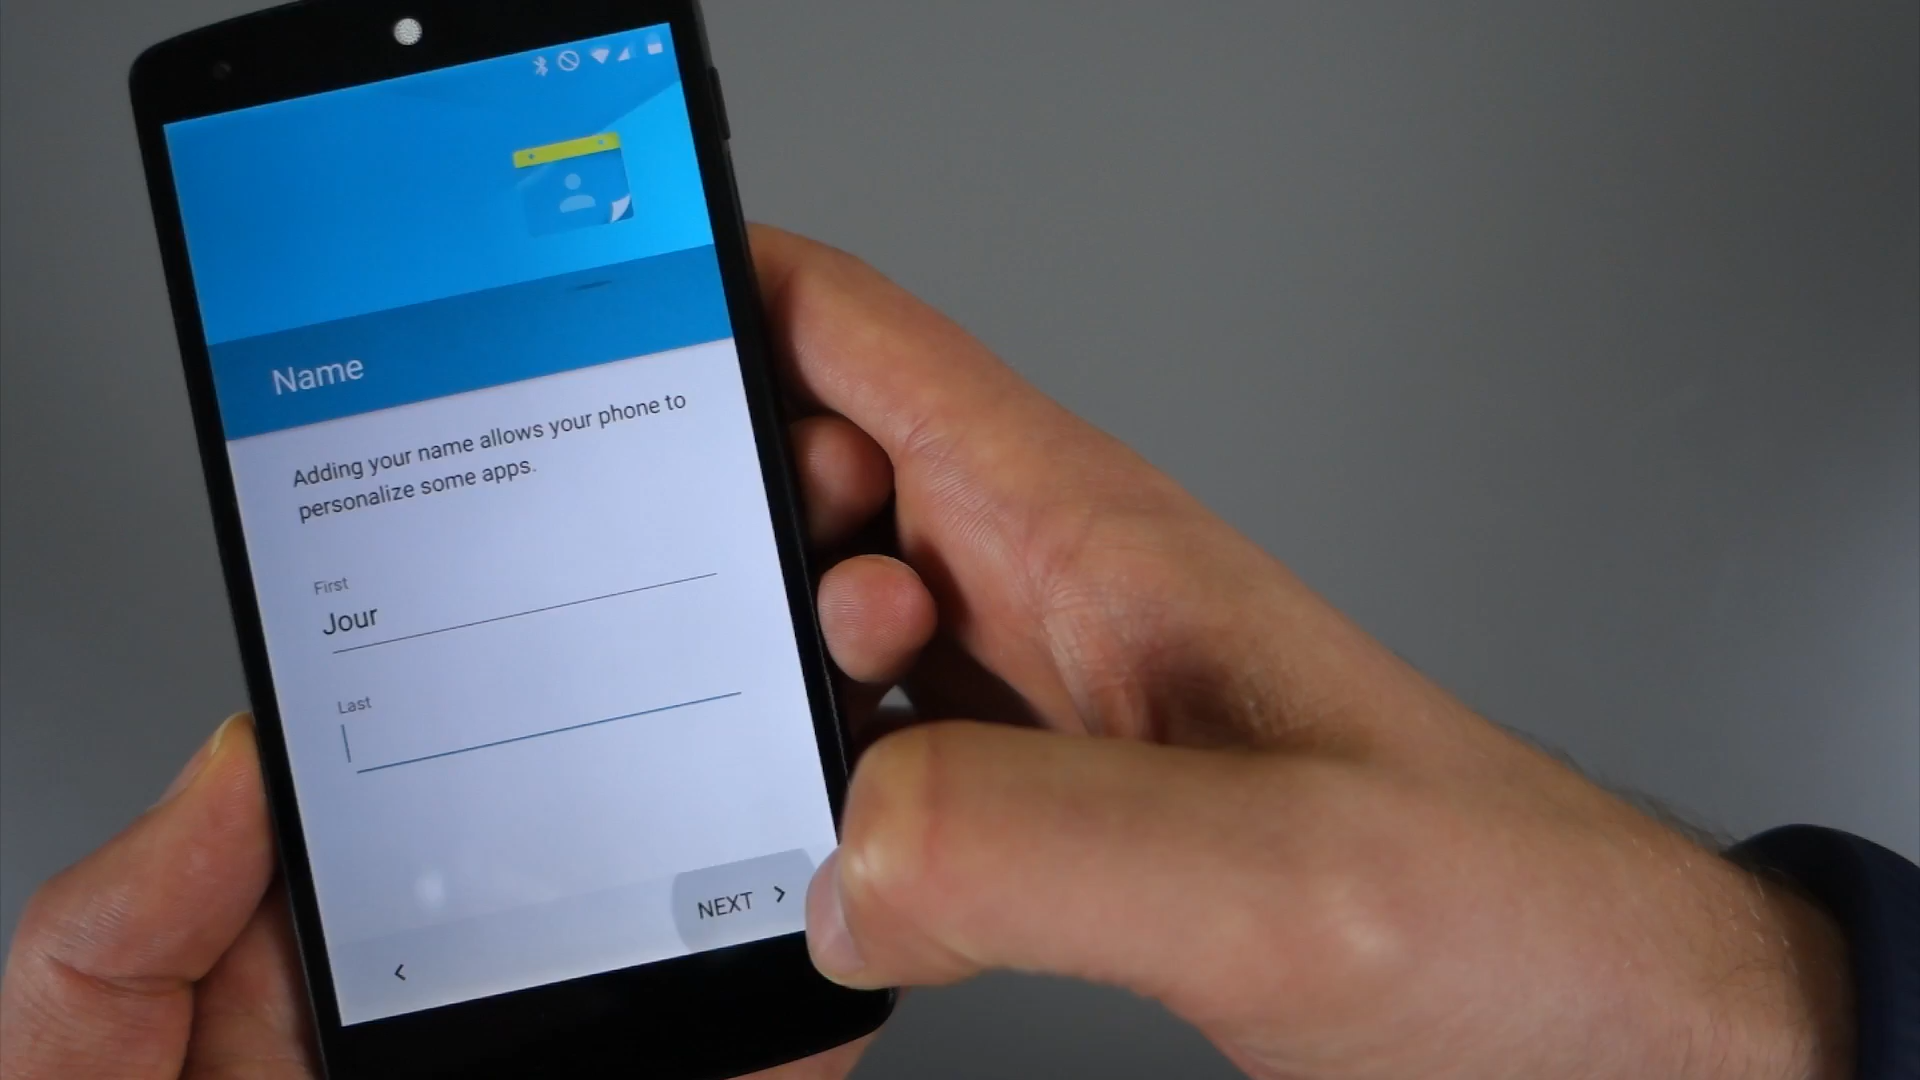 Name
Adding your name allows your phone to
personalize some apps.
First
Jour
Last
NEXT